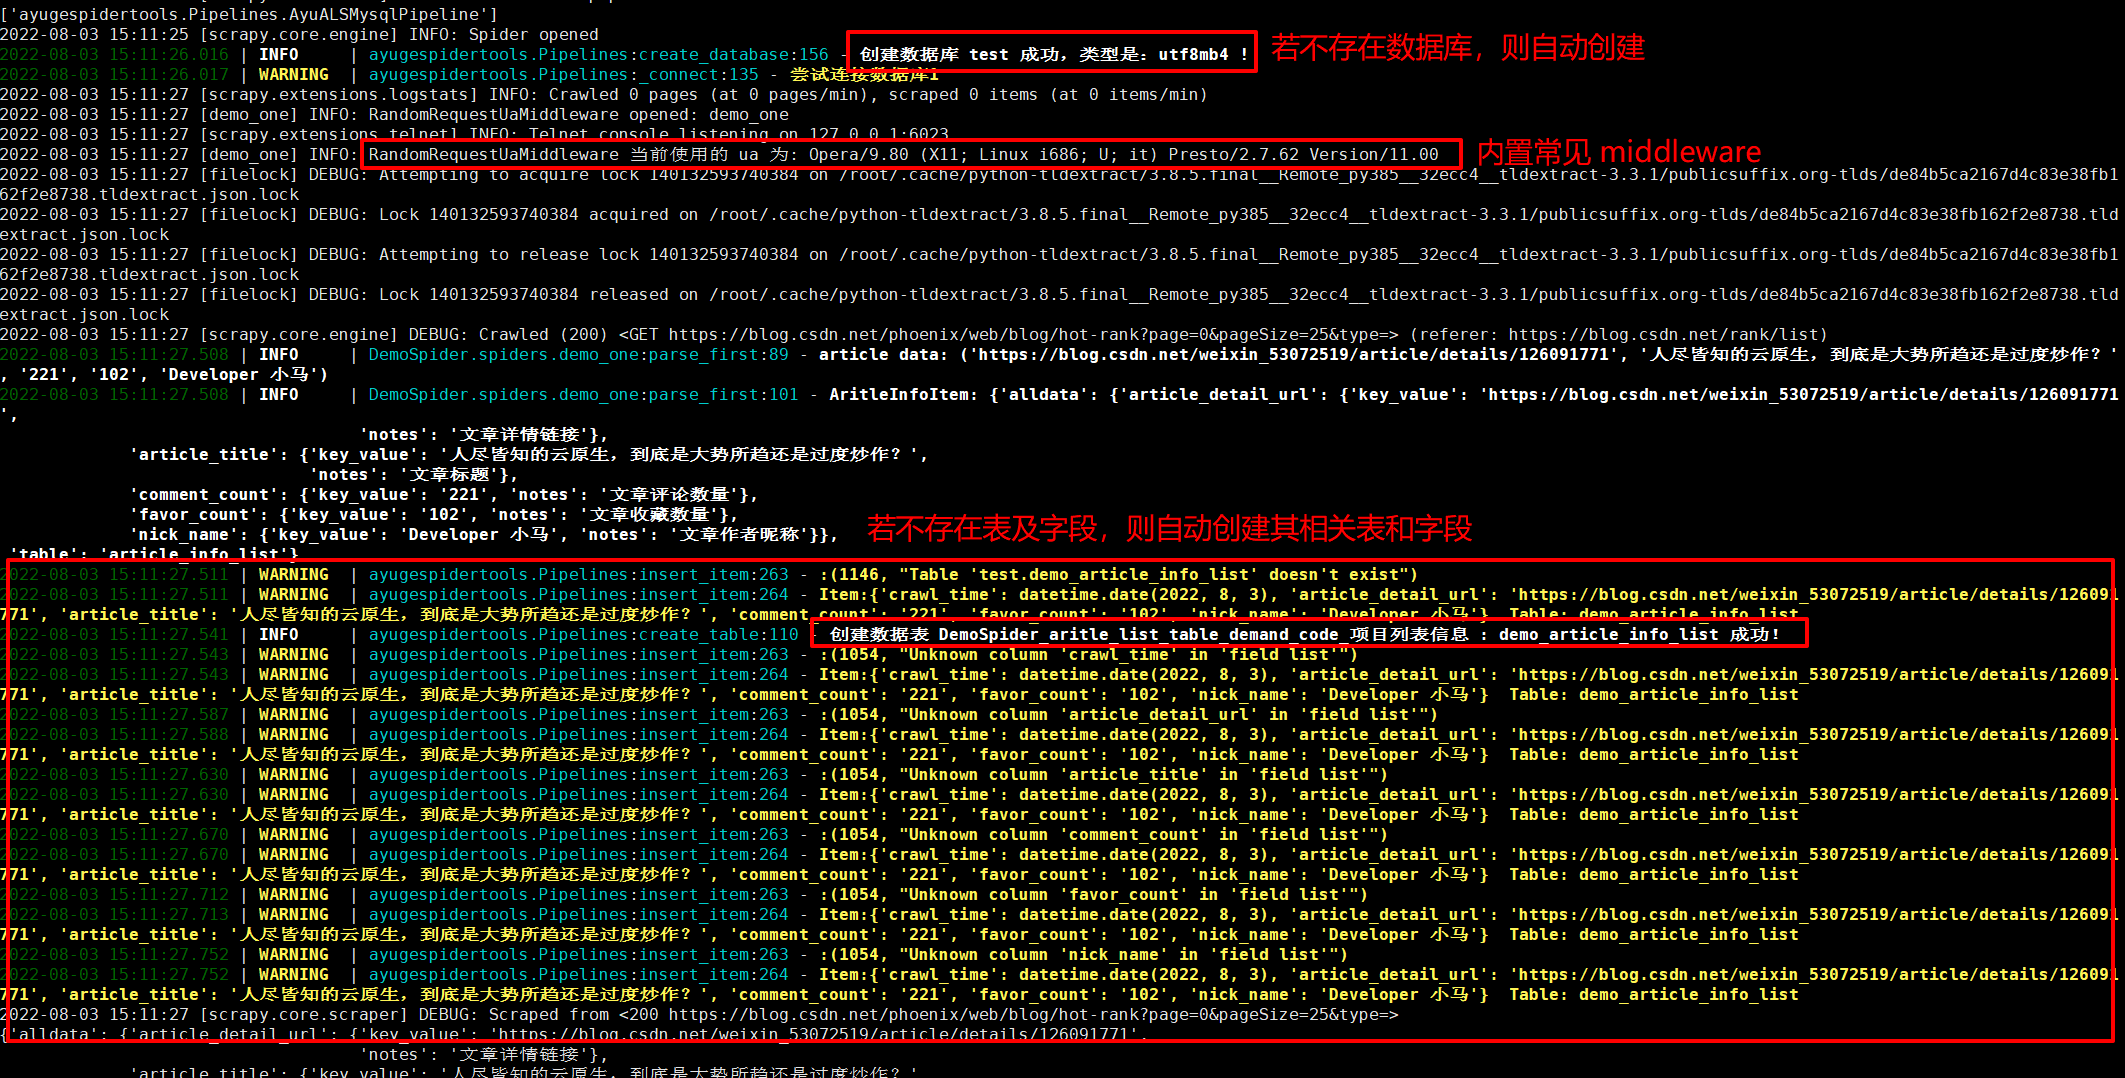 ['ayugespidertools.Pipelines.AyuALSMysqlPipeline']
2022-08-03 15:11:25 [scrapy.core.engine] INFO: Spider opened
2022-08-03 15:11:26.016 | INFO     | ayugespidertools.Pipelines:create_database:156 - 创建数据库 test 成功，类型是：utf8mb4 ! 若不存在数据库，则自动创建
2022-08-03 15:11:26.017 | WARNING  | ayugespidertools.Pipelines:_connect:135 - 尝试连接数据库1
2022-08-03 15:11:27 [scrapy.extensions.logstats] INFO: Crawled 0 pages (at 0 pages/min), scraped 0 items (at 0 items/min)
2022-08-03 15:11:27 [demo_one] INFO: RandomRequestUaMiddleware opened: demo_one
2022-08-03 15:11:27 [scrapy.extensions.telnet] INFO: Telnet console listening on 127.0.0.1:6023
2022-08-03 15:11:27 [demo_one] INFO: RandomRequestUaMiddleware 当前使用的 ua 为: Opera/9.80 (X11; Linux i686; U; it) Presto/2.7.62 Version/11.00 内置常见 middleware
2022-08-03 15:11:27 [filelock] DEBUG: Attempting to acquire lock 140132593740384 on /root/.cache/python-tldextract/3.8.5.final__Remote_py385__32ecc4__tldextract-3.3.1/publicsuffix.org-tlds/de84b5ca2167d4c83e38fb1
62f2e8738.tldextract.json.lock
2022-08-03 15:11:27 [filelock] DEBUG: Lock 140132593740384 acquired on /root/.cache/python-tldextract/3.8.5.final__Remote_py385__32ecc4__tldextract-3.3.1/publicsuffix.org-tlds/de84b5ca2167d4c83e38fb162f2e8738.tld
extract.json.lock
2022-08-03 15:11:27 [filelock] DEBUG: Attempting to release lock 140132593740384 on /root/.cache/python-tldextract/3.8.5.final__Remote_py385__32ecc4__tldextract-3.3.1/publicsuffix.org-tlds/de84b5ca2167d4c83e38fb1
62f2e8738.tldextract.json.lock
2022-08-03 15:11:27 [filelock] DEBUG: Lock 140132593740384 released on /root/.cache/python-tldextract/3.8.5.final__Remote_py385__32ecc4__tldextract-3.3.1/publicsuffix.org-tlds/de84b5ca2167d4c83e38fb162f2e8738.tld
extract.json.lock
2022-08-03 15:11:27 [scrapy.core.engine] DEBUG: Crawled (200) <GET https://blog.csdn.net/phoenix/web/blog/hot-rank?page=0&pageSize=25&type=> (referer: https://blog.csdn.net/rank/list)
2022-08-03 15:11:27.508 | INFO     | DemoSpider.spiders.demo_one:parse_first:89 - article data: ('https://blog.csdn.net/weixin_53072519/article/details/126091771', '人尽皆知的云原生，到底是大势所趋还是过度炒作？'
, '221', '102', 'Developer 小马')
2022-08-03 15:11:27.508 | INFO     | DemoSpider.spiders.demo_one:parse_first:101 - AritleInfoItem: {'alldata': {'article_detail_url': {'key_value': 'https://blog.csdn.net/weixin_53072519/article/details/126091771
',
'notes': '文章详情链接'},
'article_title': {'key_value': '人尽皆知的云原生，到底是大势所趋还是过度炒作？',
'notes': '文章标题'},
'comment_count': {'key_value': '221', 'notes': '文章评论数量'},
'favor_count': {'key_value': '102', 'notes': '文章收藏数量'},
'nick_name': {'key_value': 'Developer 小马', 'notes': '文章作者昵称'}}, 若不存在表及字段，则自动创建其相关表和字段
'table': 'article_info_list'}
2022-08-03 15:11:27.511 | WARNING  | ayugespidertools.Pipelines:insert_item:263 - :(1146, "Table 'test.demo_article_info_list' doesn't exist")
2022-08-03 15:11:27.511 | WARNING  | ayugespidertools.Pipelines:insert_item:264 - Item:{'crawl_time': datetime.date(2022, 8, 3), 'article_detail_url': 'https://blog.csdn.net/weixin_53072519/article/details/126091
771', 'article_title': '人尽皆知的云原生，到底是大势所趋还是过度炒作？', 'comment_count': '221', 'favor_count': '102', 'nick_name': 'Developer 小马'}  Table: demo_article_info_list
2022-08-03 15:11:27.541 | INFO     | ayugespidertools.Pipelines:create_table:110 - 创建数据表 DemoSpider_aritle_list_table_demand_code_项目列表信息 : demo_article_info_list 成功!
2022-08-03 15:11:27.543 | WARNING  | ayugespidertools.Pipelines:insert_item:263 - :(1054, "Unknown column 'crawl_time' in 'field list'")
2022-08-03 15:11:27.543 | WARNING  | ayugespidertools.Pipelines:insert_item:264 - Item:{'crawl_time': datetime.date(2022, 8, 3), 'article_detail_url': 'https://blog.csdn.net/weixin_53072519/article/details/126091
771', 'article_title': '人尽皆知的云原生，到底是大势所趋还是过度炒作？', 'comment_count': '221', 'favor_count': '102', 'nick_name': 'Developer 小马'}  Table: demo_article_info_list
2022-08-03 15:11:27.587 | WARNING  | ayugespidertools.Pipelines:insert_item:263 - :(1054, "Unknown column 'article_detail_url' in 'field list'")
2022-08-03 15:11:27.588 | WARNING  | ayugespidertools.Pipelines:insert_item:264 - Item:{'crawl_time': datetime.date(2022, 8, 3), 'article_detail_url': 'https://blog.csdn.net/weixin_53072519/article/details/126091
771', 'article_title': '人尽皆知的云原生，到底是大势所趋还是过度炒作？', 'comment_count': '221', 'favor_count': '102', 'nick_name': 'Developer 小马'}  Table: demo_article_info_list
2022-08-03 15:11:27.630 | WARNING  | ayugespidertools.Pipelines:insert_item:263 - :(1054, "Unknown column 'article_title' in 'field list'")
2022-08-03 15:11:27.630 | WARNING  | ayugespidertools.Pipelines:insert_item:264 - Item:{'crawl_time': datetime.date(2022, 8, 3), 'article_detail_url': 'https://blog.csdn.net/weixin_53072519/article/details/126091
771', 'article_title': '人尽皆知的云原生，到底是大势所趋还是过度炒作？', 'comment_count': '221', 'favor_count': '102', 'nick_name': 'Developer 小马'}  Table: demo_article_info_list
2022-08-03 15:11:27.670 | WARNING  | ayugespidertools.Pipelines:insert_item:263 - :(1054, "Unknown column 'comment_count' in 'field list'")
2022-08-03 15:11:27.670 | WARNING  | ayugespidertools.Pipelines:insert_item:264 - Item:{'crawl_time': datetime.date(2022, 8, 3), 'article_detail_url': 'https://blog.csdn.net/weixin_53072519/article/details/126091
771', 'article_title': '人尽皆知的云原生，到底是大势所趋还是过度炒作？', 'comment_count': '221', 'favor_count': '102', 'nick_name': 'Developer 小马'}  Table: demo_article_info_list
2022-08-03 15:11:27.712 | WARNING  | ayugespidertools.Pipelines:insert_item:263 - :(1054, "Unknown column 'favor_count' in 'field list'")
2022-08-03 15:11:27.713 | WARNING  | ayugespidertools.Pipelines:insert_item:264 - Item:{'crawl_time': datetime.date(2022, 8, 3), 'article_detail_url': 'https://blog.csdn.net/weixin_53072519/article/details/126091
771', 'article_title': '人尽皆知的云原生，到底是大势所趋还是过度炒作？', 'comment_count': '221', 'favor_count': '102', 'nick_name': 'Developer 小马'}  Table: demo_article_info_list
2022-08-03 15:11:27.752 | WARNING  | ayugespidertools.Pipelines:insert_item:263 - :(1054, "Unknown column 'nick_name' in 'field list'")
2022-08-03 15:11:27.752 | WARNING  | ayugespidertools.Pipelines:insert_item:264 - Item:{'crawl_time': datetime.date(2022, 8, 3), 'article_detail_url': 'https://blog.csdn.net/weixin_53072519/article/details/126091
771', 'article_title': '人尽皆知的云原生，到底是大势所趋还是过度炒作？', 'comment_count': '221', 'favor_count': '102', 'nick_name': 'Developer 小马'}  Table: demo_article_info_list
2022-08-03 15:11:27 [scrapy.core.scraper] DEBUG: Scraped from <200 https://blog.csdn.net/phoenix/web/blog/hot-rank?page=0&pageSize=25&type=>
{'alldata': {'article_detail_url': {'key_value': 'https://blog.csdn.net/weixin_53072519/article/details/126091771',
'notes': '文章详情链接'},
'article_title': {'key_value': '人尽皆知的云原生，到底是大势所趋还是过度炒作？'